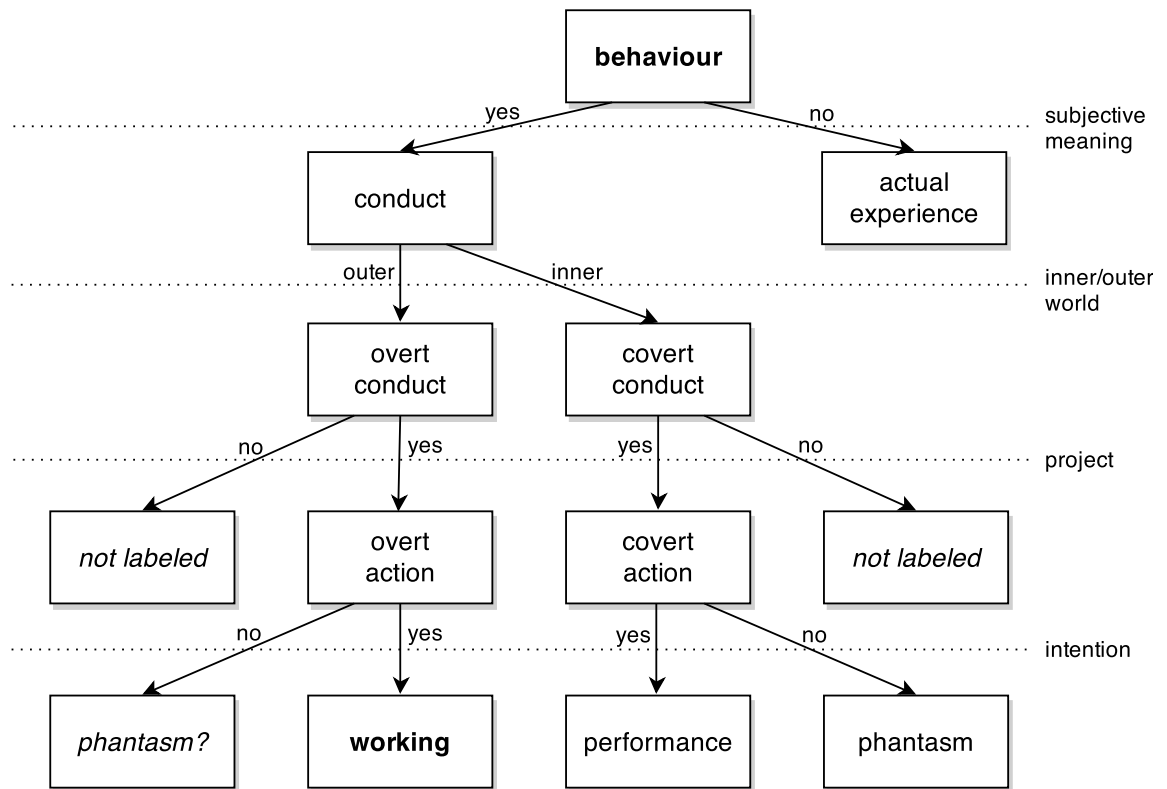 behaviour
yes
no
subjective
meaning
conduct
actual
experience
outer
inner
inner/outer
world
overt
conduct
covert
conduct
no
yes
yes
no
project
not labeled
overt
action
covert
action
not labeled
no
yes
yes
no
intention
phantasm?
working
performance
phantasm